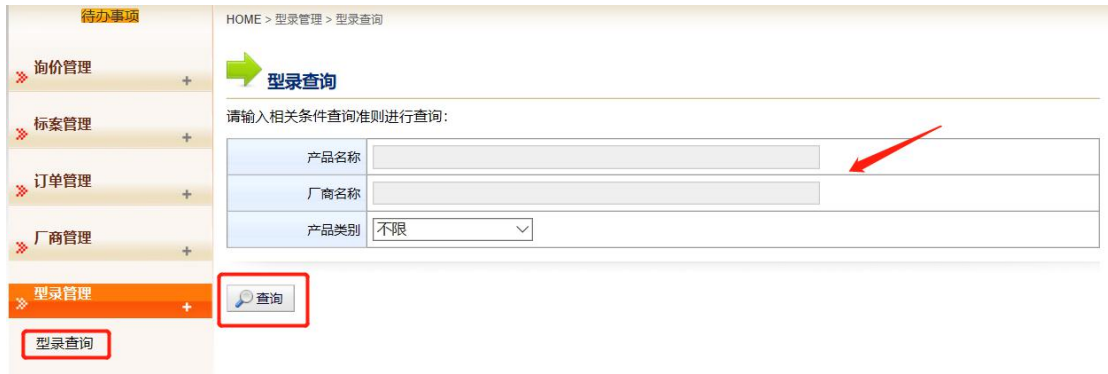 待办事项
询价管理
标案管理
订单管理
厂商管理
型录管理
型录查询
HOME > 型录管理 > 型录查询
型录查询
请输入相关条件查询准则进行查询：
产品名称
厂商名称
产品类别 不限
查询